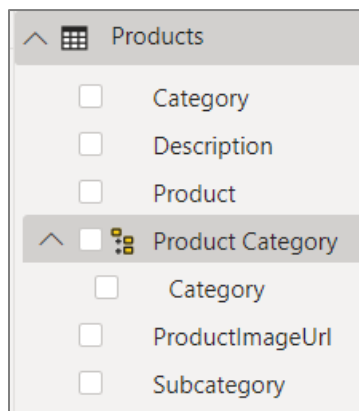 Products
Category
Description
Product
Product Category
Category
ProductImageUrl
Subcategory